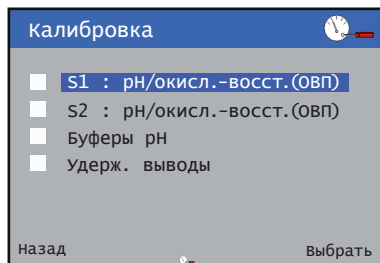 Калибровка
S1 : pH/окисл.-восст.(ОВП)
S2 : pH/окисл.-восст.(ОВП)
Буферы pH
Удерж. выводы
Назад
Выбрать